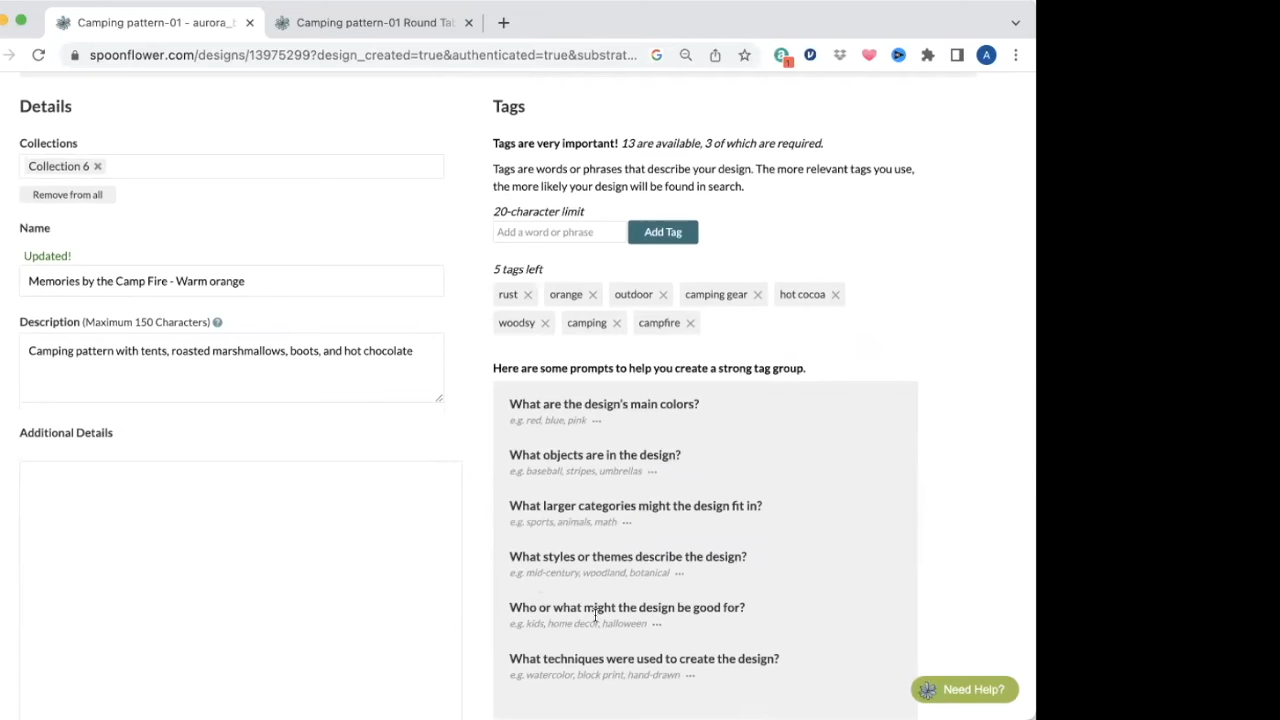 Camping pattern-01 - aurora_t
Camping pattern-01 Round Tab
spoonflower.com/designs/13975299?design_created=true&authenticated=true&substrat...
1
A
Details
Collections
Collection 6
Remove from all
Name
Updated!
Memories by the Camp Fire - Warm orange
Description (Maximum 150 Characters)
Camping pattern with tents, roasted marshmallows, boots, and hot chocolate
Additional Details
Tags
Tags are very important! 13 are available, 3 of which are required.
Tags are words or phrases that describe your design. The more relevant tags you use,
the more likely your design will be found in search.
20-character limit
Add a word or phrase
Add Tag
5 tags left
rust orange outdoor camping gear hot cocoa
woodsy camping campfire
Here are some prompts to help you create a strong tag group.
What are the design's main colors?
e.g. red, blue, pink ...
What objects are in the design?
e.g. baseball, stripes, umbrellas ...
What larger categories might the design fit in?
e.g. sports, animals, math ...
What styles or themes describe the design?
e.g. mid-century, woodland, botanical ...
Who or what might the design be good for?
e.g. kids, home decor, halloween ...
What techniques were used to create the design?
e.g. watercolor, block print, hand-drawn ...
Need Help?